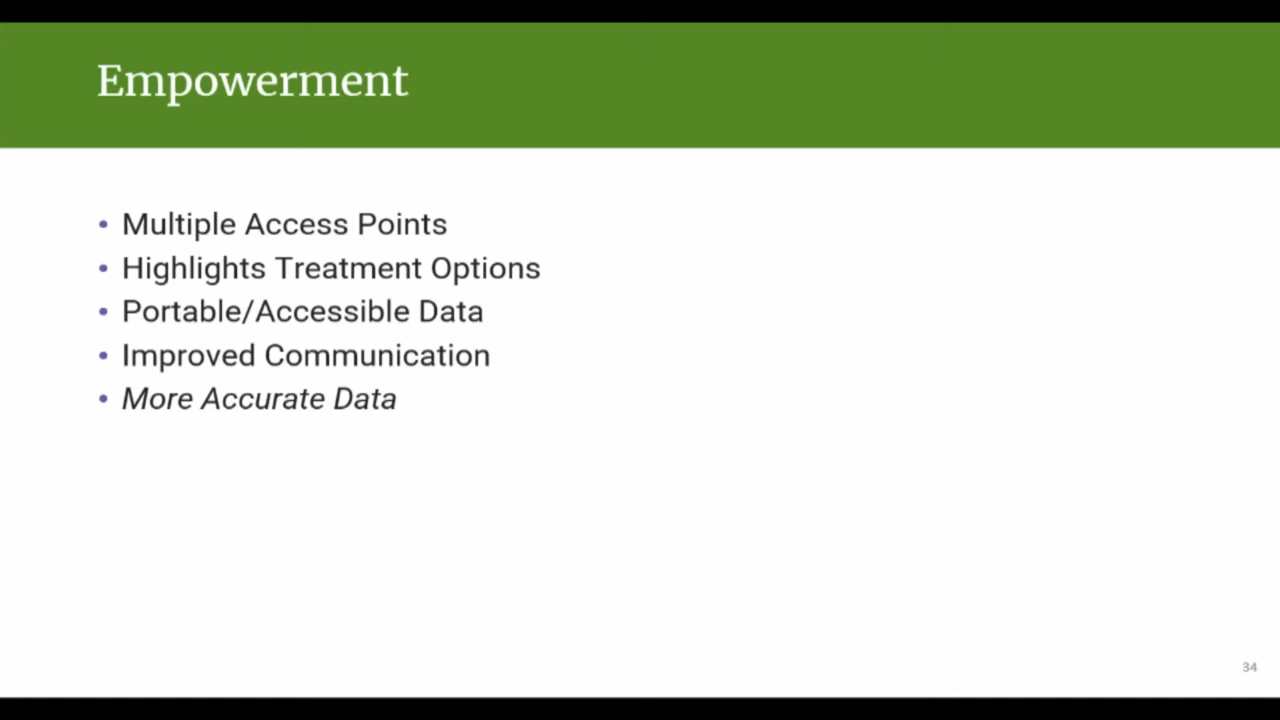 Empowerment
• Multiple Access Points
• Highlights Treatment Options
• Portable/Accessible Data
• Improved Communication
• More Accurate Data
34